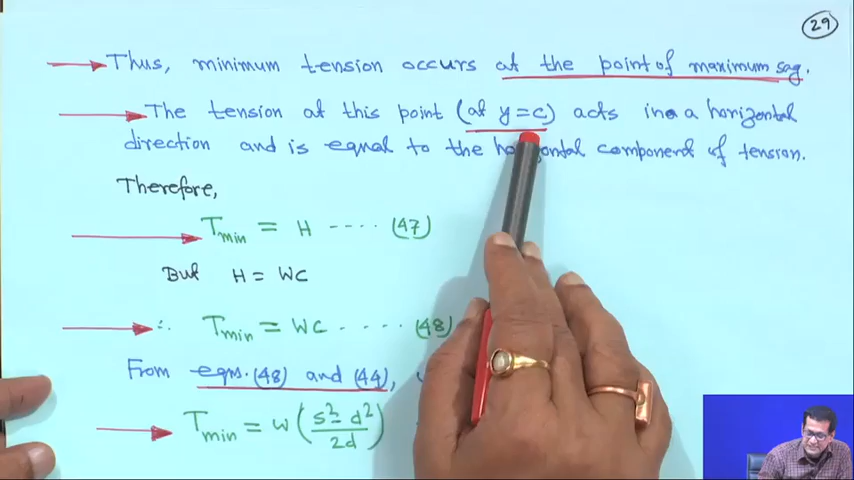 29
Thus, minimum tension occurs at the point of maximum sag.
The tension at this point (at y=c) acts in a horizontal
direction and is equal to the horizontal component of tension.
Therefore,
Tmin = H ---- (47)
But H = WC
∴ Tmin = WC ---- (48)
From eqns. (48) and (44),
Tmin = W ( (s² - d²) / 2d )